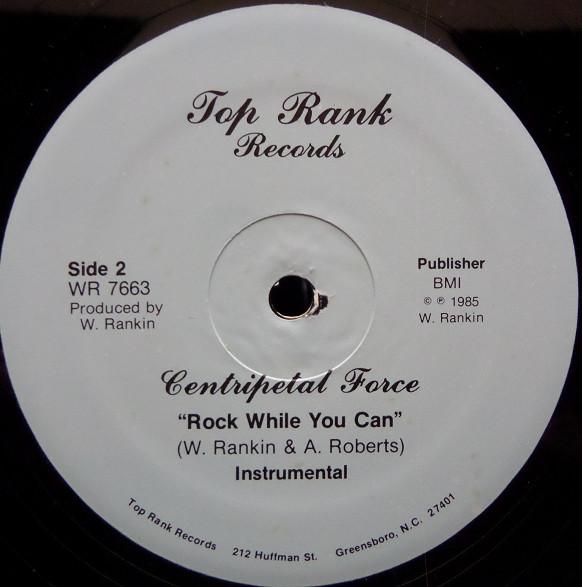 Top Rank
Records
Side 2
WR 7663
Produced by
W. Rankin
Publisher
BMI
© ℗ 1985
W. Rankin
Centripetal Force
“Rock While You Can”
(W. Rankin & A. Roberts)
Instrumental
Top Rank Records 212 Huffman St. Greensboro, N.C. 27401